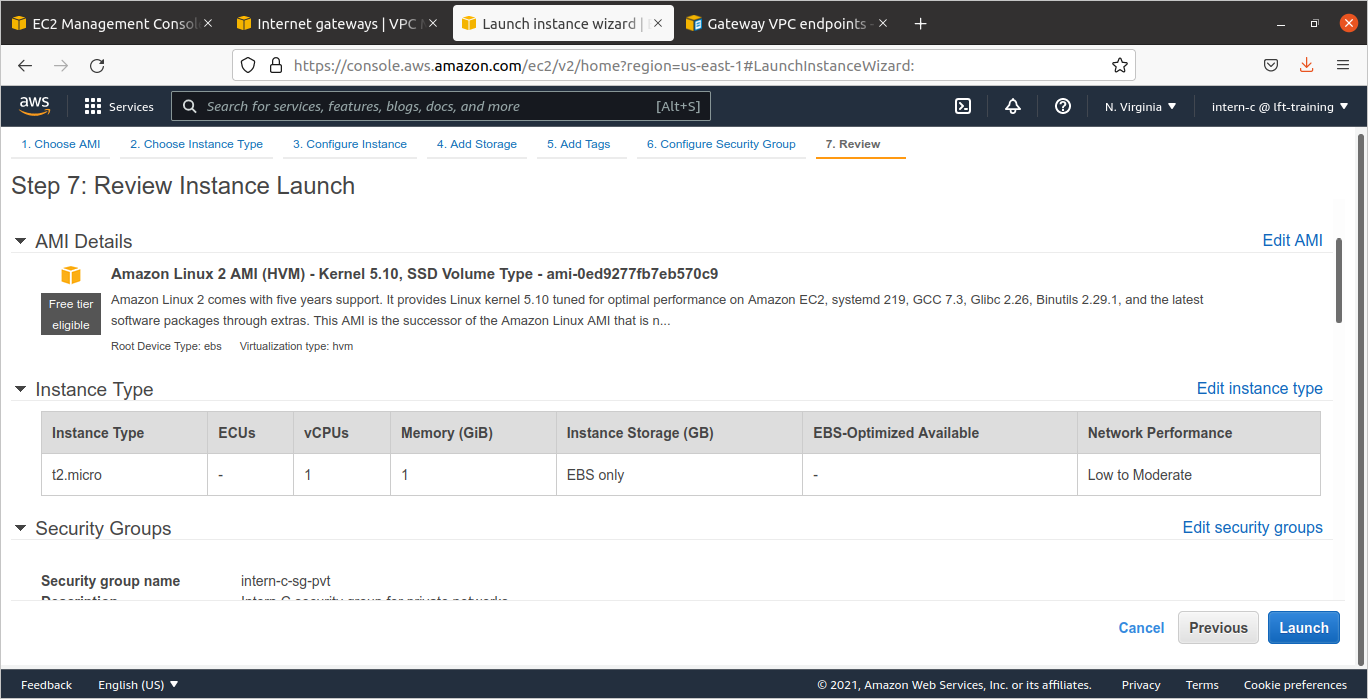 EC2 Management Consol
Internet gateways | VPC M
Launch instance wizard |
Gateway VPC endpoints -
https://console.aws.amazon.com/ec2/v2/home?region=us-east-1#LaunchInstanceWizard:
aws
Services
Search for services, features, blogs, docs, and more
[Alt+S]
N. Virginia
intern-c @ lft-training
1. Choose AMI
2. Choose Instance Type
3. Configure Instance
4. Add Storage
5. Add Tags
6. Configure Security Group
7. Review
Step 7: Review Instance Launch
AMI Details
Edit AMI
Free tier
eligible
Amazon Linux 2 AMI (HVM) - Kernel 5.10, SSD Volume Type - ami-0ed9277fb7eb570c9
Amazon Linux 2 comes with five years support. It provides Linux kernel 5.10 tuned for optimal performance on Amazon EC2, systemd 219, GCC 7.3, Glibc 2.26, Binutils 2.29.1, and the latest
software packages through extras. This AMI is the successor of the Amazon Linux AMI that is n...
Root Device Type: ebs Virtualization type: hvm
Instance Type
Edit instance type
Instance Type ECUs vCPUs Memory (GiB) Instance Storage (GB) EBS-Optimized Available Network Performance
t2.micro - 1 1 EBS only - Low to Moderate
Security Groups
Edit security groups
Security group name intern-c-sg-pvt
Description Intern C security group for private networks
Cancel
Previous
Launch
Feedback English (US)
© 2021, Amazon Web Services, Inc. or its affiliates. Privacy Terms Cookie preferences